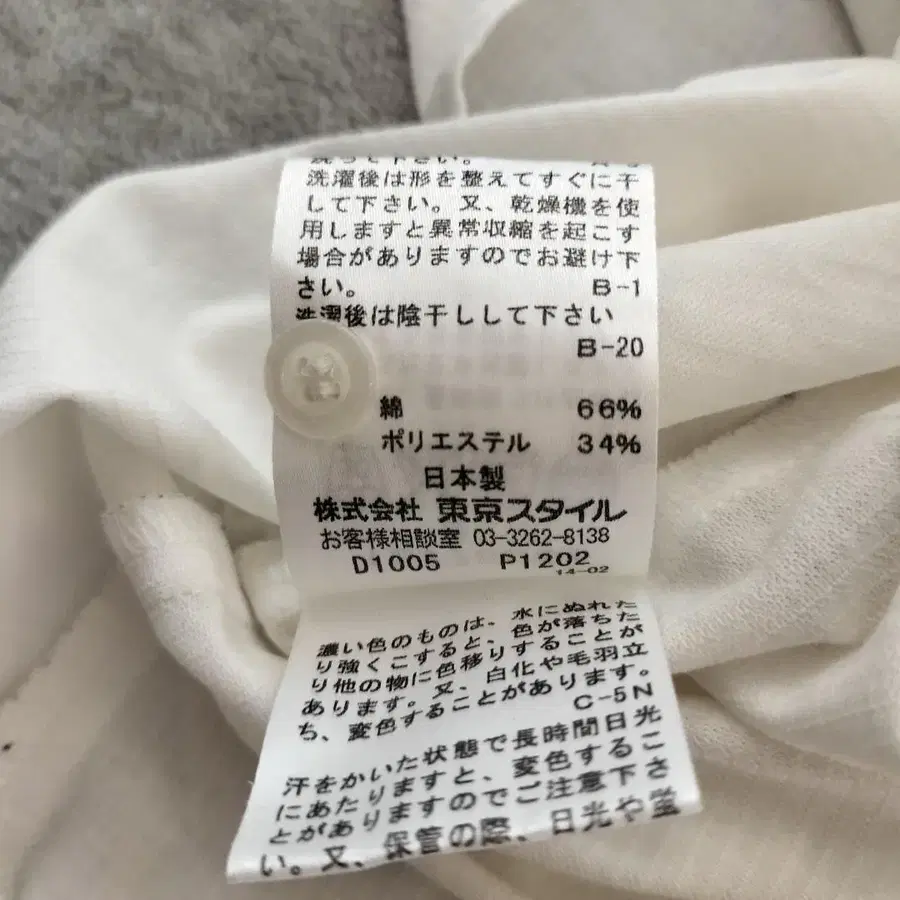 洗って下さい。
洗濯後は形を整えてすぐに干
して下さい。又、乾燥機を使
用しますと異常収縮を起こす
場合がありますのでお避け下
さい。 B-1
洗濯後は陰干しして下さい
B-20
綿 66%
ポリエステル 34%
日本製
株式会社 東京スタイル
お客様相談室 03-3262-8138
D1005 P1202
14-02
濃い色のものは、水にぬれた
り強くこすると、色が落ちた
り他の物に色移りすることが
あります。又、白化や毛羽立
ち、変色することがあります。
C-5N
汗をかいた状態で長時間日光
にあたりますと、変色するこ
とがありますのでご注意下さ
い。又、保管の際、日光や蛍